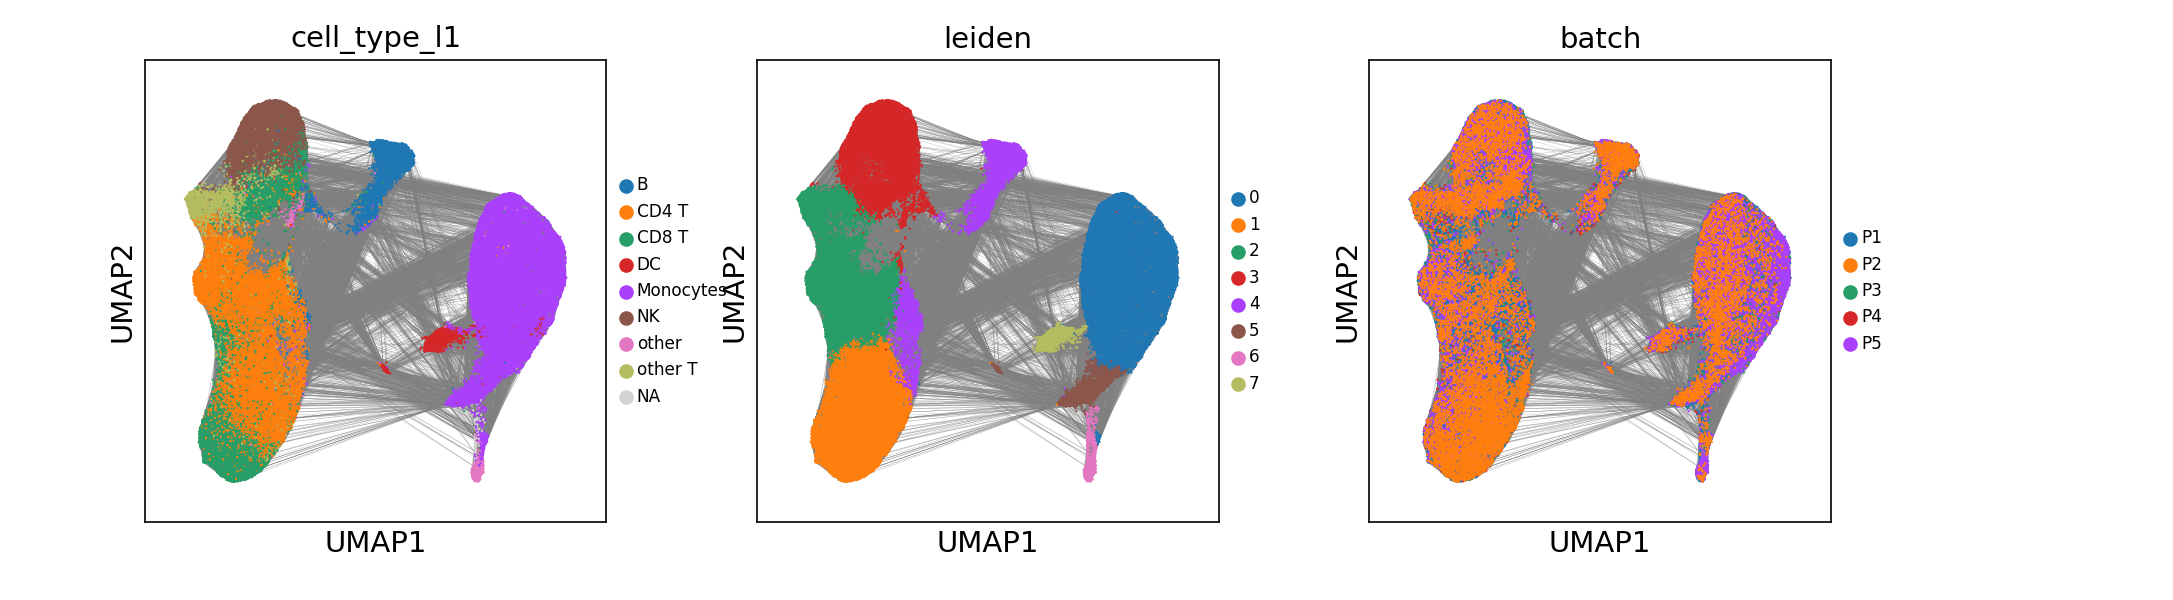 cell_type_l1
leiden
batch
UMAP2
B
CD4 T
CD8 T
DC
Monocytes
NK
other
other T
NA
UMAP1
UMAP2
0
1
2
3
4
5
6
7
UMAP1
UMAP2
P1
P2
P3
P4
P5
UMAP1